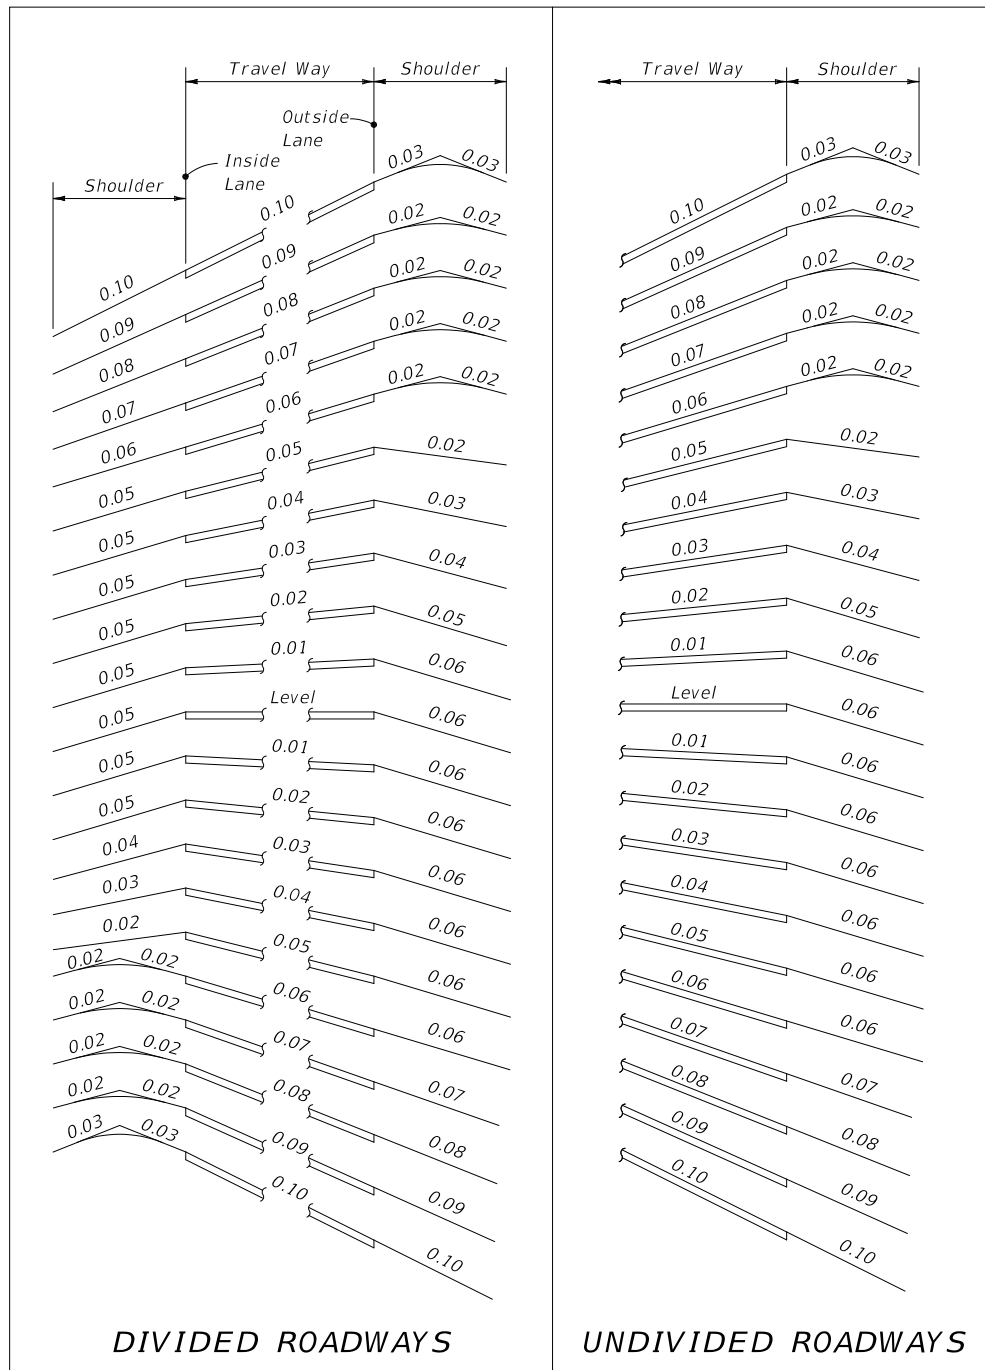 Travel Way Shoulder
Outside
Lane
Inside
Lane
Shoulder
0.10 0.10 0.03 0.03
0.09 0.09 0.02 0.02
0.08 0.08 0.02 0.02
0.07 0.07 0.02 0.02
0.06 0.06 0.02 0.02
0.05 0.05 0.02
0.05 0.04 0.03
0.05 0.03 0.04
0.05 0.02 0.05
0.05 0.01 0.06
0.05 Level 0.06
0.05 0.01 0.06
0.05 0.02 0.06
0.04 0.03 0.06
0.03 0.04 0.06
0.02 0.05 0.06
0.02 0.02 0.06 0.06
0.02 0.02 0.07 0.07
0.02 0.02 0.08 0.08
0.02 0.02 0.09 0.09
0.03 0.03 0.10 0.10
DIVIDED ROADWAYS
Travel Way Shoulder
0.10 0.03 0.03
0.09 0.02 0.02
0.08 0.02 0.02
0.07 0.02 0.02
0.06 0.02 0.02
0.05 0.02
0.04 0.03
0.03 0.04
0.02 0.05
0.01 0.06
Level 0.06
0.01 0.06
0.02 0.06
0.03 0.06
0.04 0.06
0.05 0.06
0.06 0.06
0.07 0.07
0.08 0.08
0.09 0.09
0.10 0.10
UNDIVIDED ROADWAYS